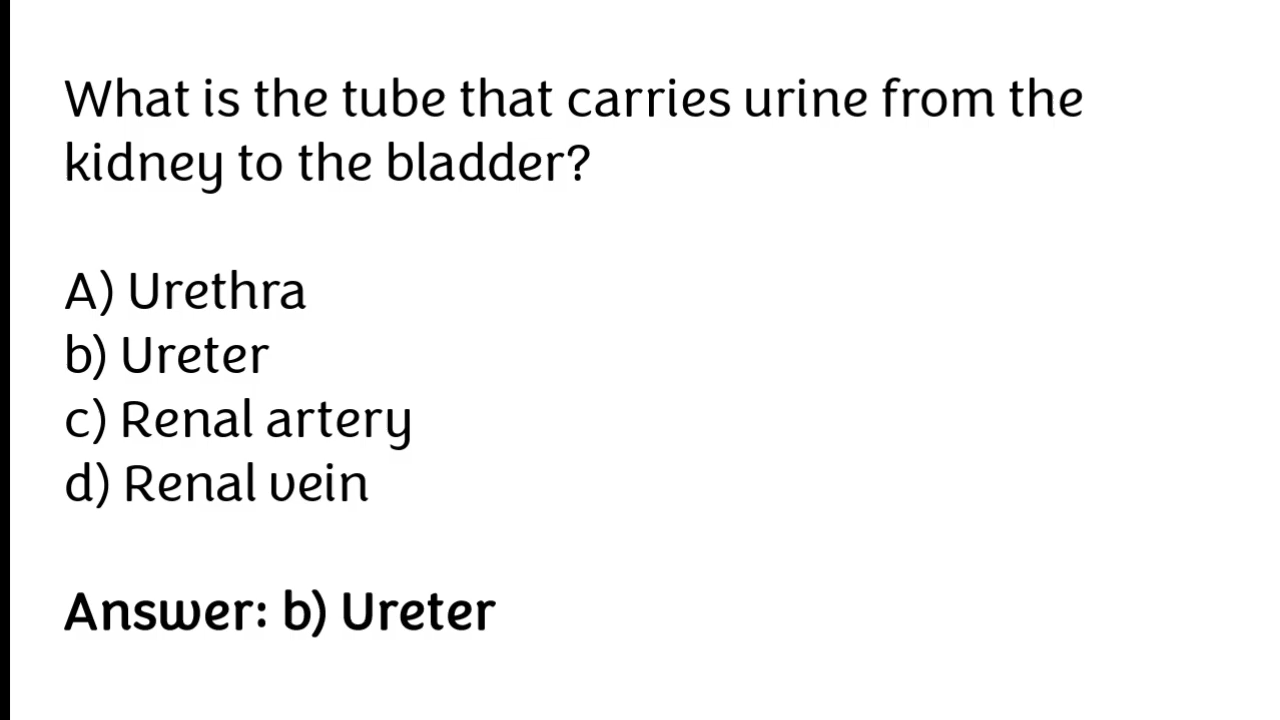 What is the tube that carries urine from the
kidney to the bladder?
A) Urethra
b) Ureter
c) Renal artery
d) Renal vein
Answer: b) Ureter